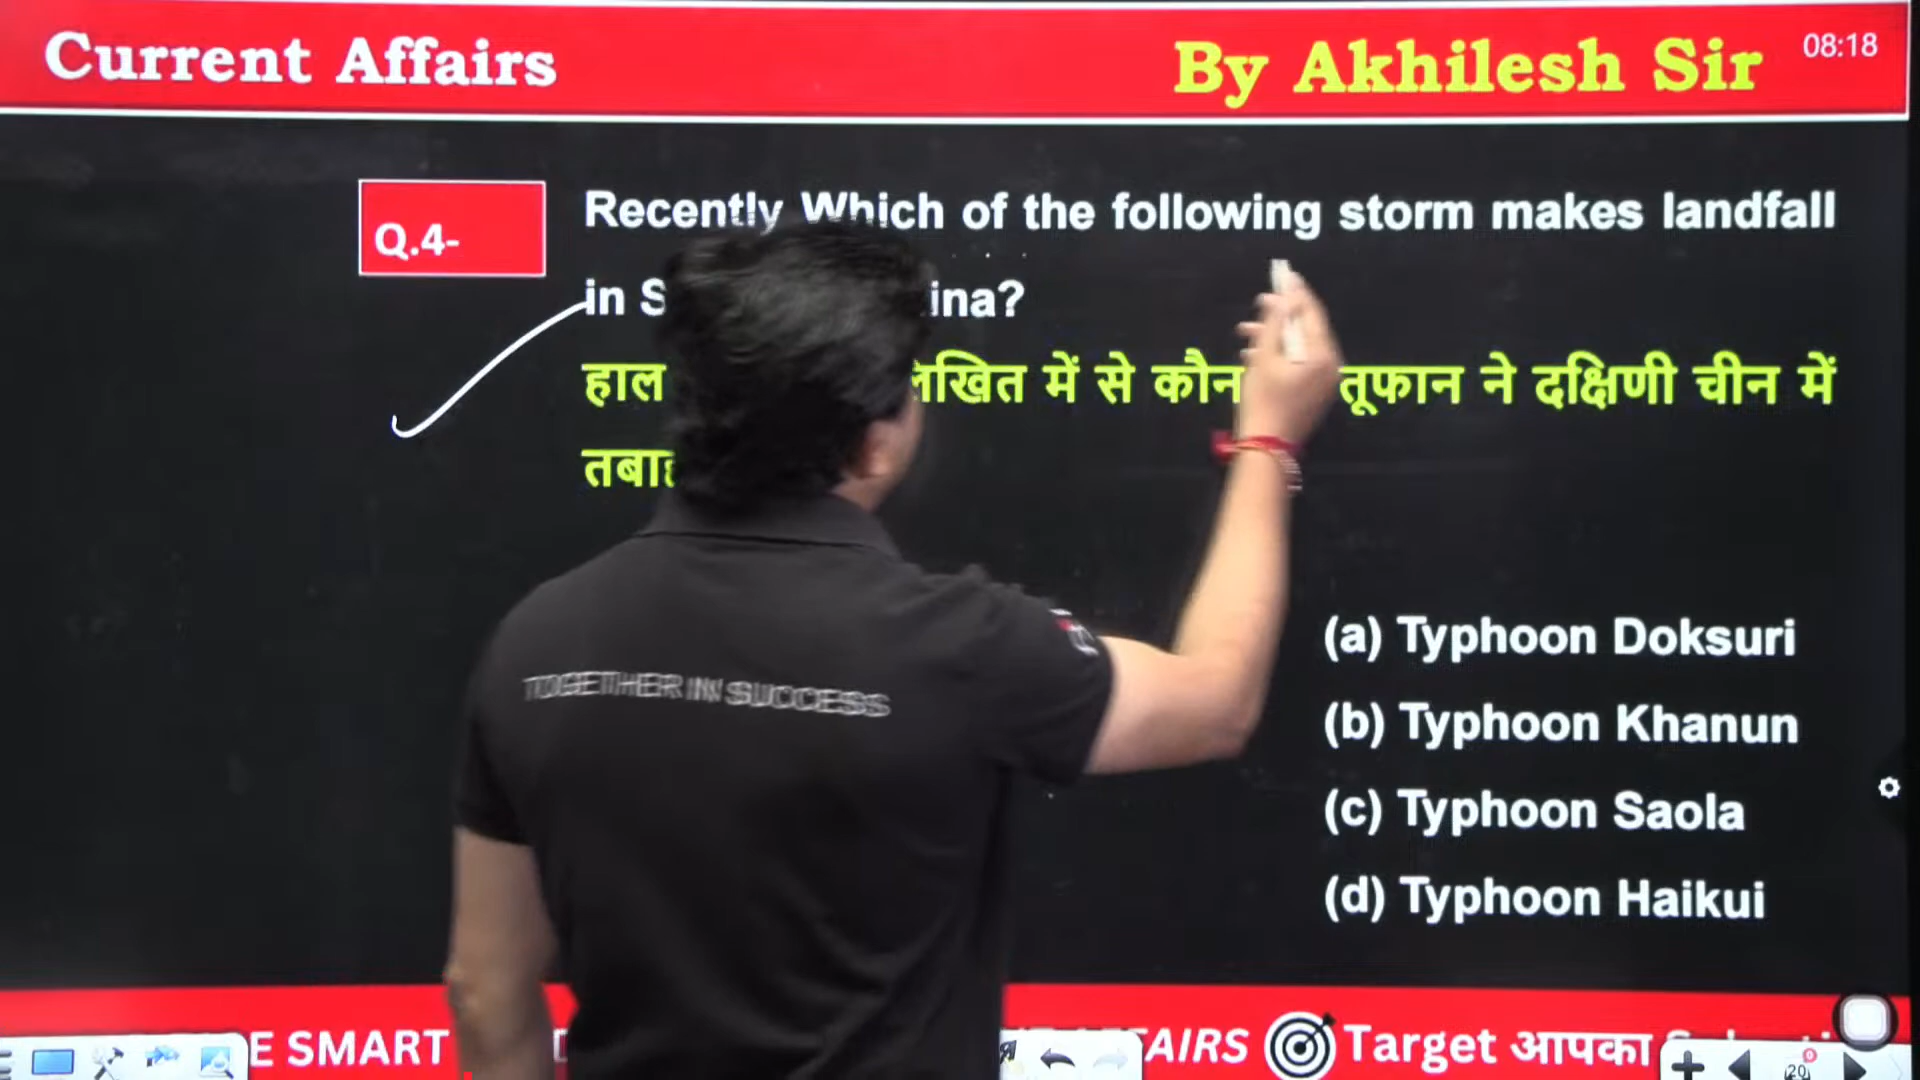 Current Affairs
By Akhilesh Sir
08:18
Q.4-
Recently Which of the following storm makes landfall
in ina?
में से तूफान ने दक्षिणी चीन में
TOGETHER IN SUCCESS
(a) Typhoon Doksuri
(b) Typhoon Khanun
(c) Typhoon Saola
(d) Typhoon Haikui
SMART
AIRS
Target आपका
20